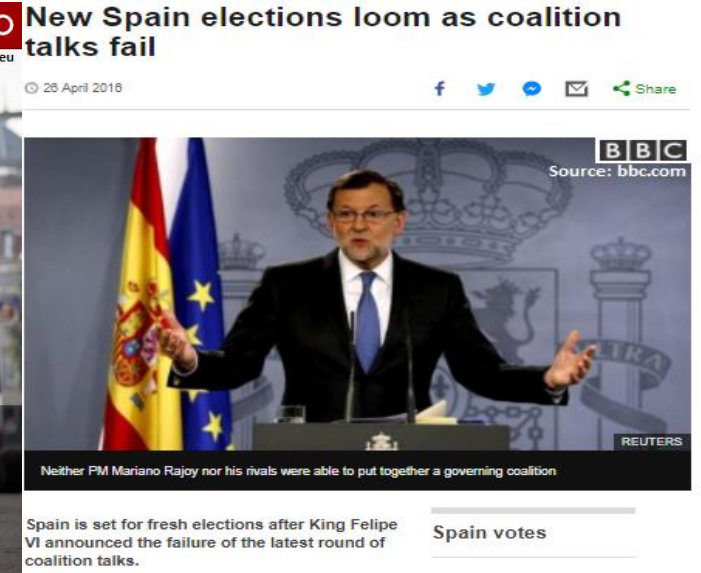 New Spain elections loom as coalition
talks fail
26 April 2016
Share
BBC
Source: bbc.com
REUTERS
Neither PM Mariano Rajoy nor his rivals were able to put together a governing coalition
Spain is set for fresh elections after King Felipe
VI announced the failure of the latest round of
coalition talks.
Spain votes